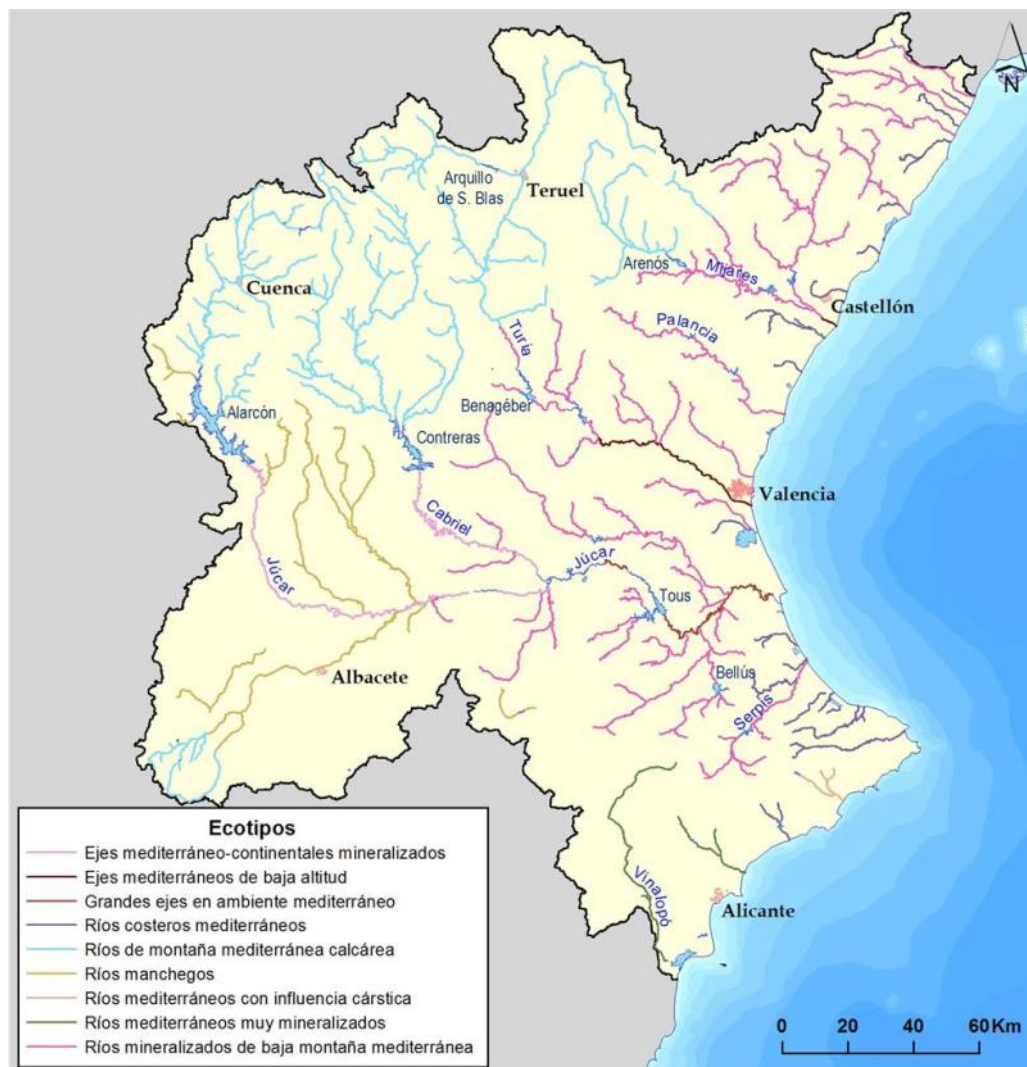 N
Arquillo
de S. Blas
Teruel
Arenós
Mijares
Cuenca
Castellón
Palancia
Turia
Alarcón
Benagéber
Contreras
Valencia
Cabriel
Júcar
Júcar
Tous
Albacete
Bellús
Serpis
Vinalopó
Alicante
Ecotipos
Ejes mediterráneo-continentales mineralizados
Ejes mediterráneos de baja altitud
Grandes ejes en ambiente mediterráneo
Ríos costeros mediterráneos
Ríos de montaña mediterránea calcárea
Ríos manchegos
Ríos mediterráneos con influencia cárstica
Ríos mediterráneos muy mineralizados
Ríos mineralizados de baja montaña mediterránea
0 20 40 60 Km